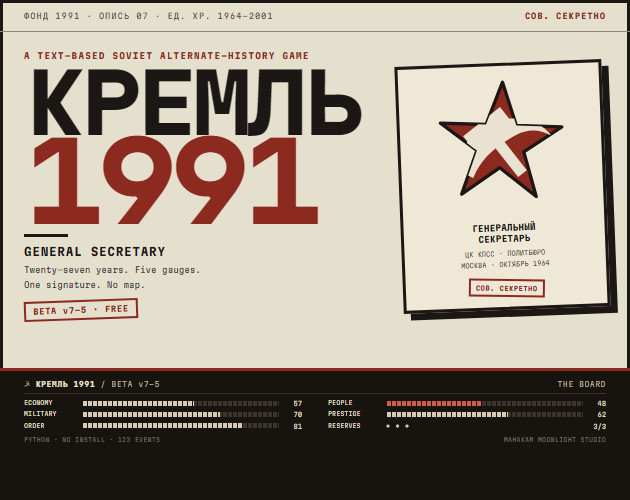 ФОНД 1991 · ОПИСЬ 07 · ЕД. ХР. 1964–2001
СОВ. СЕКРЕТНО
A TEXT-BASED SOVIET ALTERNATE-HISTORY GAME
КРЕМЛЬ
1991
GENERAL SECRETARY
Twenty-seven years. Five gauges.
One signature. No map.
BETA v7–5 · FREE
ГЕНЕРАЛЬНЫЙ
СЕКРЕТАРЬ
ЦК КПСС · ПОЛИТБЮРО
МОСКВА · ОКТЯБРЬ 1964
СОВ. СЕКРЕТНО
☭ КРЕМЛЬ 1991 / BETA v7–5
THE BOARD
ECONOMY 57
PEOPLE 48
MILITARY 70
PRESTIGE 62
ORDER 81
RESERVES ● ● ● 3/3
PYTHON · NO INSTALL · 123 EVENTS
MAHAKAM MOONLIGHT STUDIO